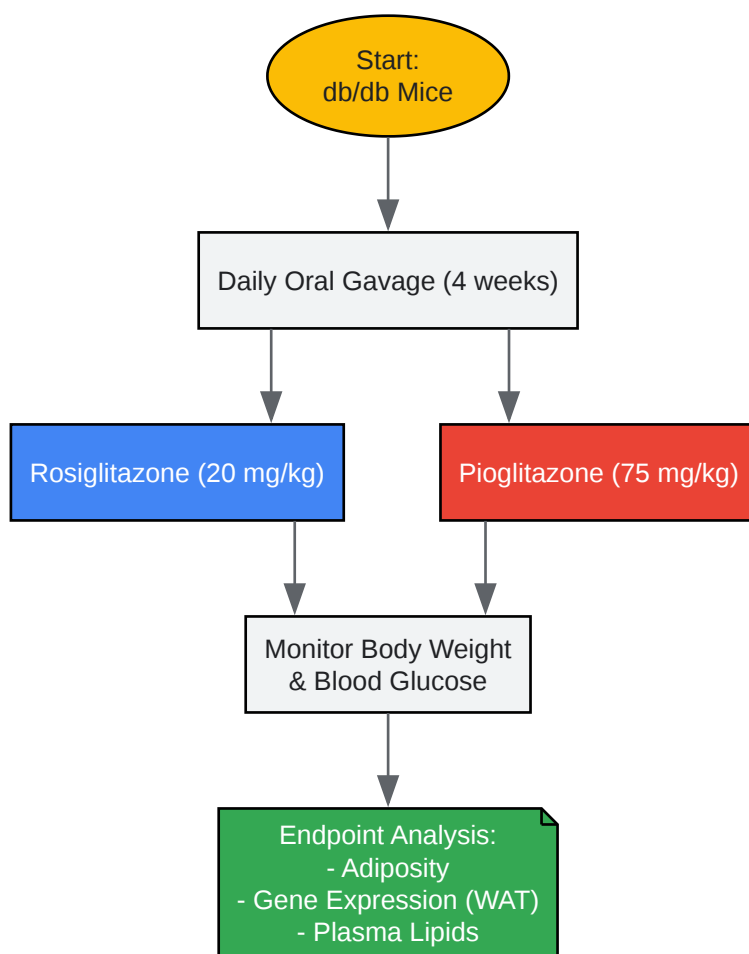 Start:
db/db Mice
Daily Oral Gavage (4 weeks)
Rosiglitazone (20 mg/kg)
Pioglitazone (75 mg/kg)
Monitor Body Weight
& Blood Glucose
Endpoint Analysis:
- Adiposity
- Gene Expression (WAT)
- Plasma Lipids